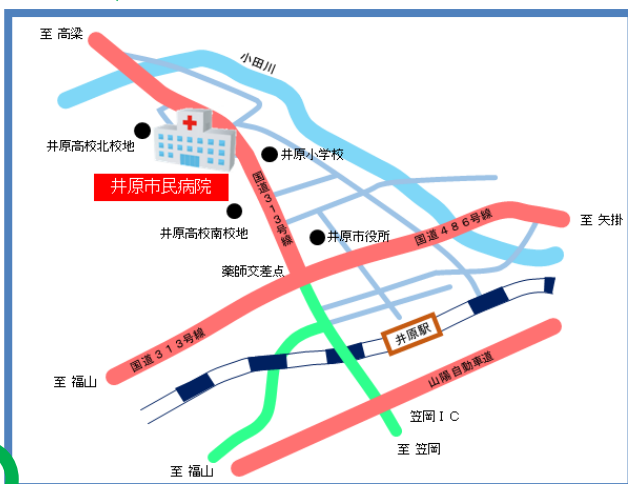 至 高梁
小田川
井原高校北校地
井原小学校
井原市民病院
国道313号線
井原高校南校地
井原市役所
国道486号線
至 矢掛
薬師交差点
国道313号線
井原駅
至 福山
山陽自動車道
笠岡IC
至 笠岡
至 福山